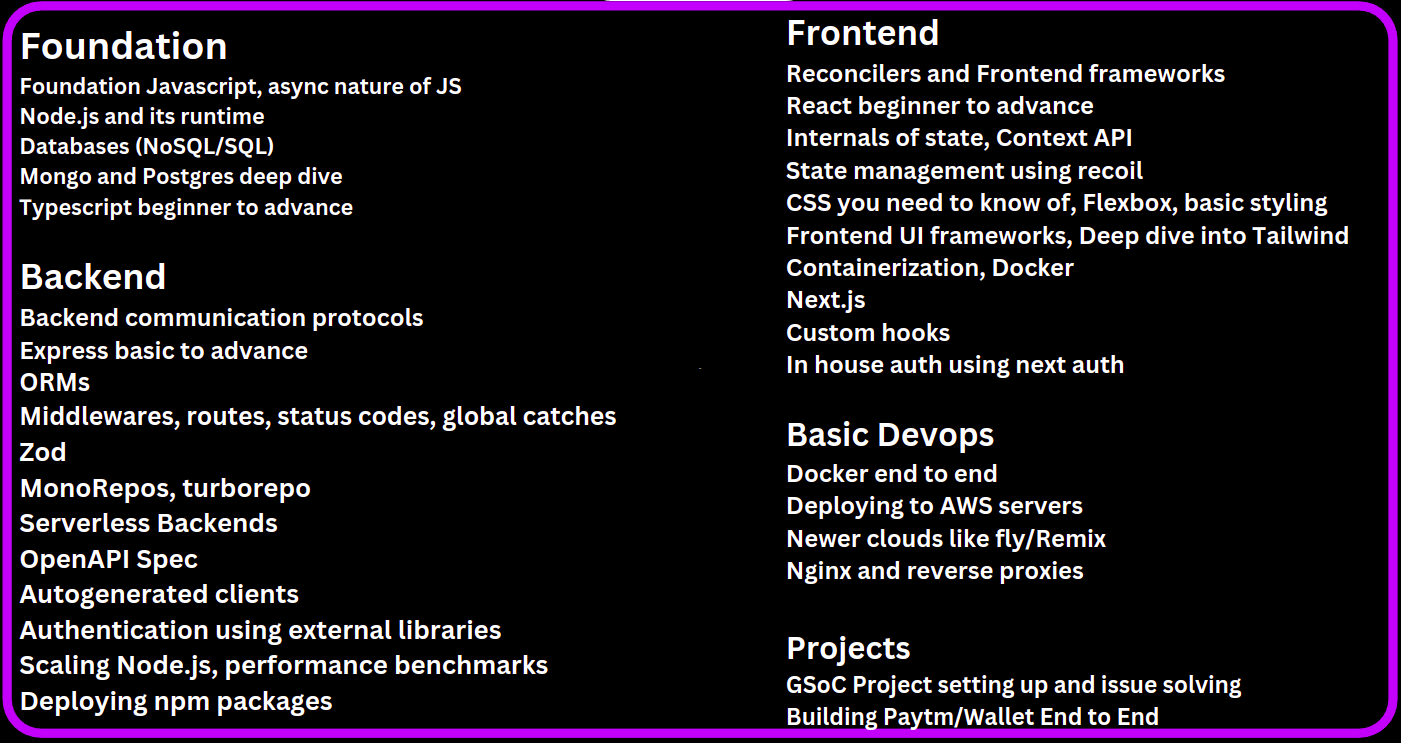 Foundation
Foundation Javascript, async nature of JS
Node.js and its runtime
Databases (NoSQL/SQL)
Mongo and Postgres deep dive
Typescript beginner to advance
Backend
Backend communication protocols
Express basic to advance
ORMs
Middlewares, routes, status codes, global catches
Zod
MonoRepos, turborepo
Serverless Backends
OpenAPI Spec
Autogenerated clients
Authentication using external libraries
Scaling Node.js, performance benchmarks
Deploying npm packages
Frontend
Reconcilers and Frontend frameworks
React beginner to advance
Internals of state, Context API
State management using recoil
CSS you need to know of, Flexbox, basic styling
Frontend UI frameworks, Deep dive into Tailwind
Containerization, Docker
Next.js
Custom hooks
In house auth using next auth
Basic Devops
Docker end to end
Deploying to AWS servers
Newer clouds like fly/Remix
Nginx and reverse proxies
Projects
GSoC Project setting up and issue solving
Building Paytm/Wallet End to End